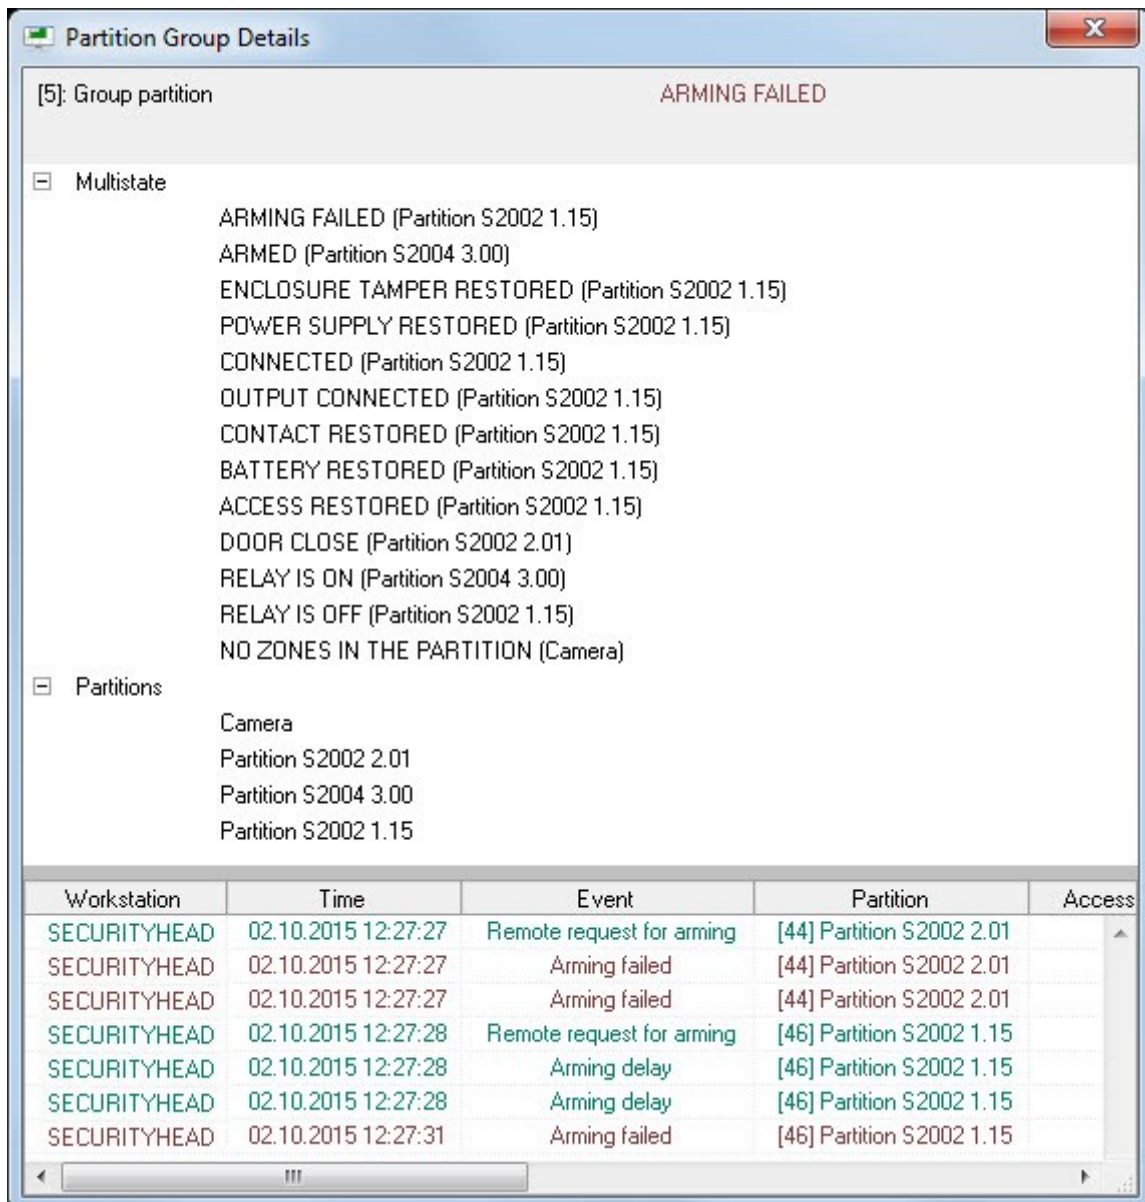 Partition Group Details
[5]: Group partition ARMING FAILED
Multistate
ARMING FAILED (Partition S2002 1.15)
ARMED (Partition S2004 3.00)
ENCLOSURE TAMPER RESTORED (Partition S2002 1.15)
POWER SUPPLY RESTORED (Partition S2002 1.15)
CONNECTED (Partition S2002 1.15)
OUTPUT CONNECTED (Partition S2002 1.15)
CONTACT RESTORED (Partition S2002 1.15)
BATTERY RESTORED (Partition S2002 1.15)
ACCESS RESTORED (Partition S2002 1.15)
DOOR CLOSE (Partition S2002 2.01)
RELAY IS ON (Partition S2004 3.00)
RELAY IS OFF (Partition S2002 1.15)
NO ZONES IN THE PARTITION (Camera)
Partitions
Camera
Partition S2002 2.01
Partition S2004 3.00
Partition S2002 1.15
Workstation Time Event Partition Access
SECURITYHEAD 02.10.2015 12:27:27 Remote request for arming [44] Partition S2002 2.01
SECURITYHEAD 02.10.2015 12:27:27 Arming failed [44] Partition S2002 2.01
SECURITYHEAD 02.10.2015 12:27:27 Arming failed [44] Partition S2002 2.01
SECURITYHEAD 02.10.2015 12:27:28 Remote request for arming [46] Partition S2002 1.15
SECURITYHEAD 02.10.2015 12:27:28 Arming delay [46] Partition S2002 1.15
SECURITYHEAD 02.10.2015 12:27:28 Arming delay [46] Partition S2002 1.15
SECURITYHEAD 02.10.2015 12:27:31 Arming failed [46] Partition S2002 1.15